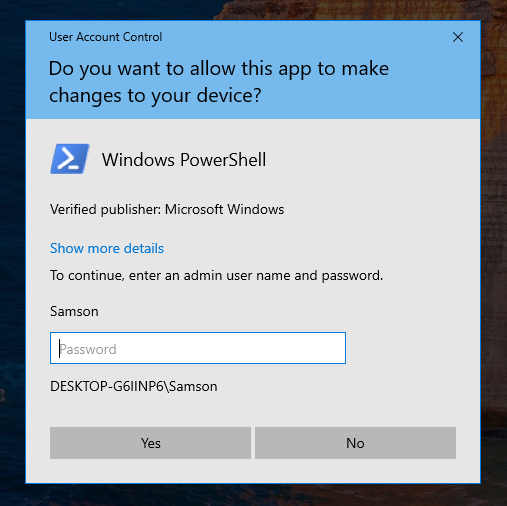 User Account Control
Do you want to allow this app to make
changes to your device?
Windows PowerShell
Verified publisher: Microsoft Windows
Show more details
To continue, enter an admin user name and password.
Samson
Password
DESKTOP-G6IINP6\Samson
Yes
No